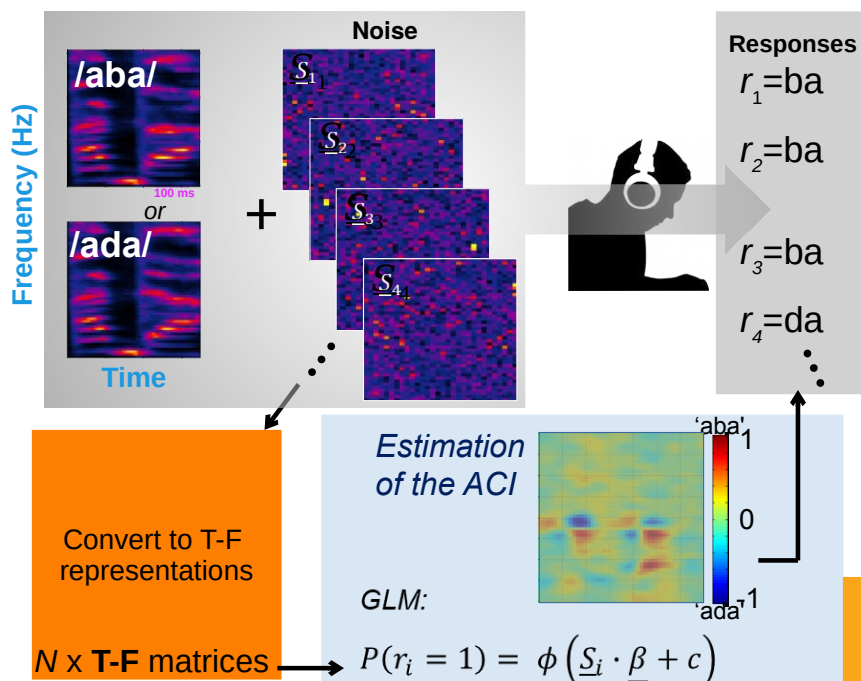 Noise
/aba/
100 ms
or
/ada/
Frequency (Hz)
Time
+
S1
S2
S3
S4
Responses
r1=ba
r2=ba
r3=ba
r4=da
Convert to T-F
representations
N x T-F matrices
Estimation
of the ACI
'aba'
1
0
-1
'ada'
GLM:
P(ri = 1) = ϕ (Si · β + c)